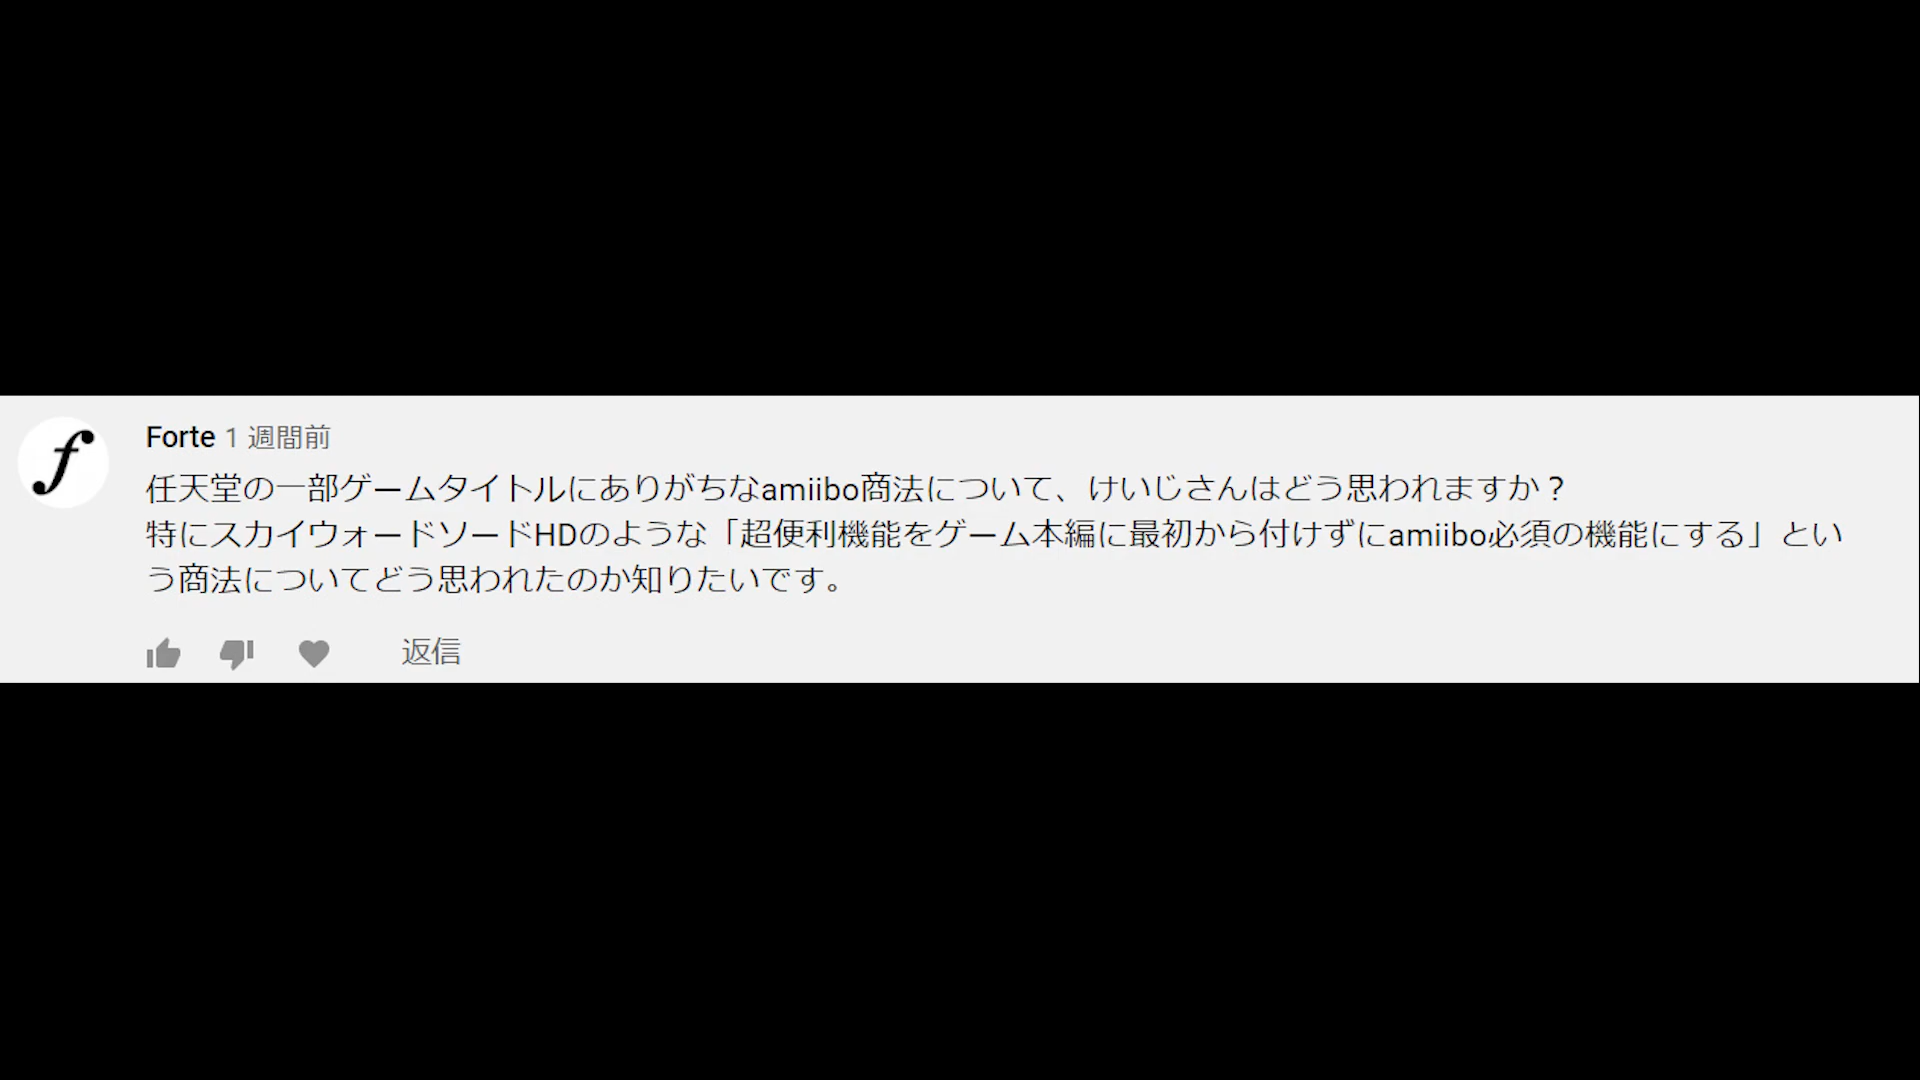 Forte 1 週間前
任天堂の一部ゲームタイトルにありがちなamiibo商法について、けいじさんはどう思われますか？
特にスカイウォードソードHDのような「超便利機能をゲーム本編に最初から付けずにamiibo必須の機能にする」とい
う商法についてどう思われたのか知りたいです。
返信